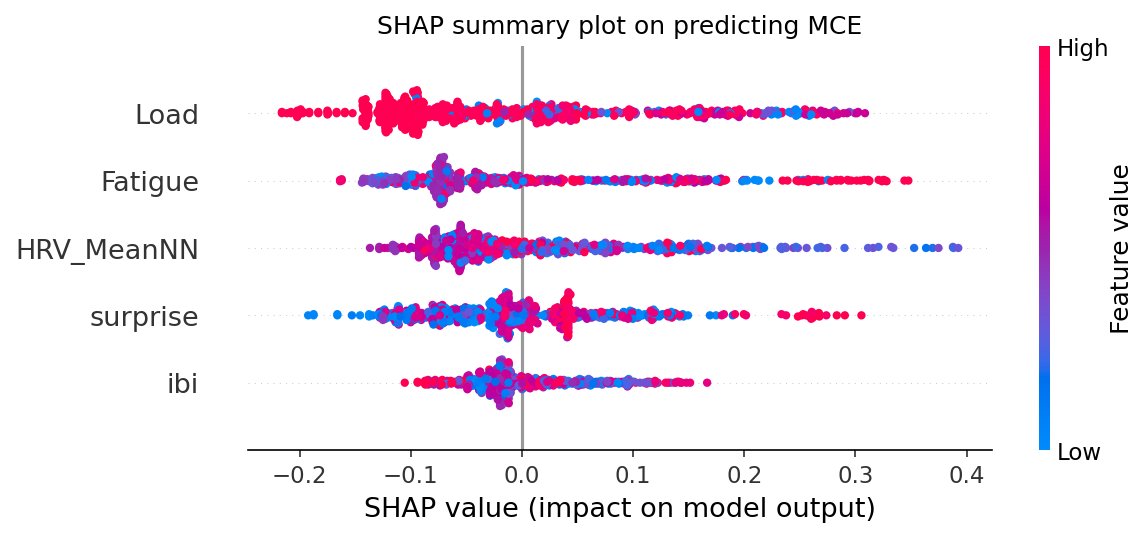 SHAP summary plot on predicting MCE
High
Load
Fatigue
HRV_MeanNN
surprise
ibi
Feature value
Low
−0.2 −0.1 0.0 0.1 0.2 0.3 0.4
SHAP value (impact on model output)